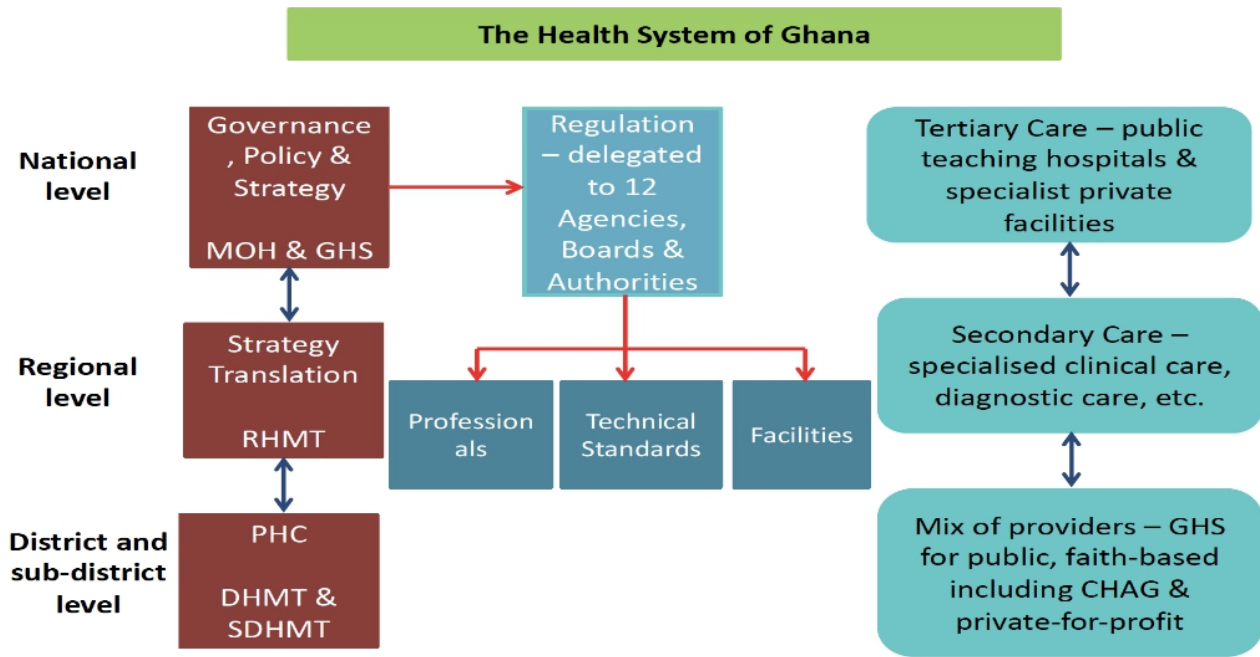 The Health System of Ghana
National
level
Governance
, Policy &
Strategy
MOH & GHS
Regulation
– delegated
to 12
Agencies,
Boards &
Authorities
Tertiary Care – public
teaching hospitals &
specialist private
facilities
Regional
level
Strategy
Translation
RHMT
Profession
als
Technical
Standards
Facilities
Secondary Care –
specialised clinical care,
diagnostic care, etc.
District and
sub-district
level
PHC
DHMT &
SDHMT
Mix of providers – GHS
for public, faith-based
including CHAG &
private-for-profit